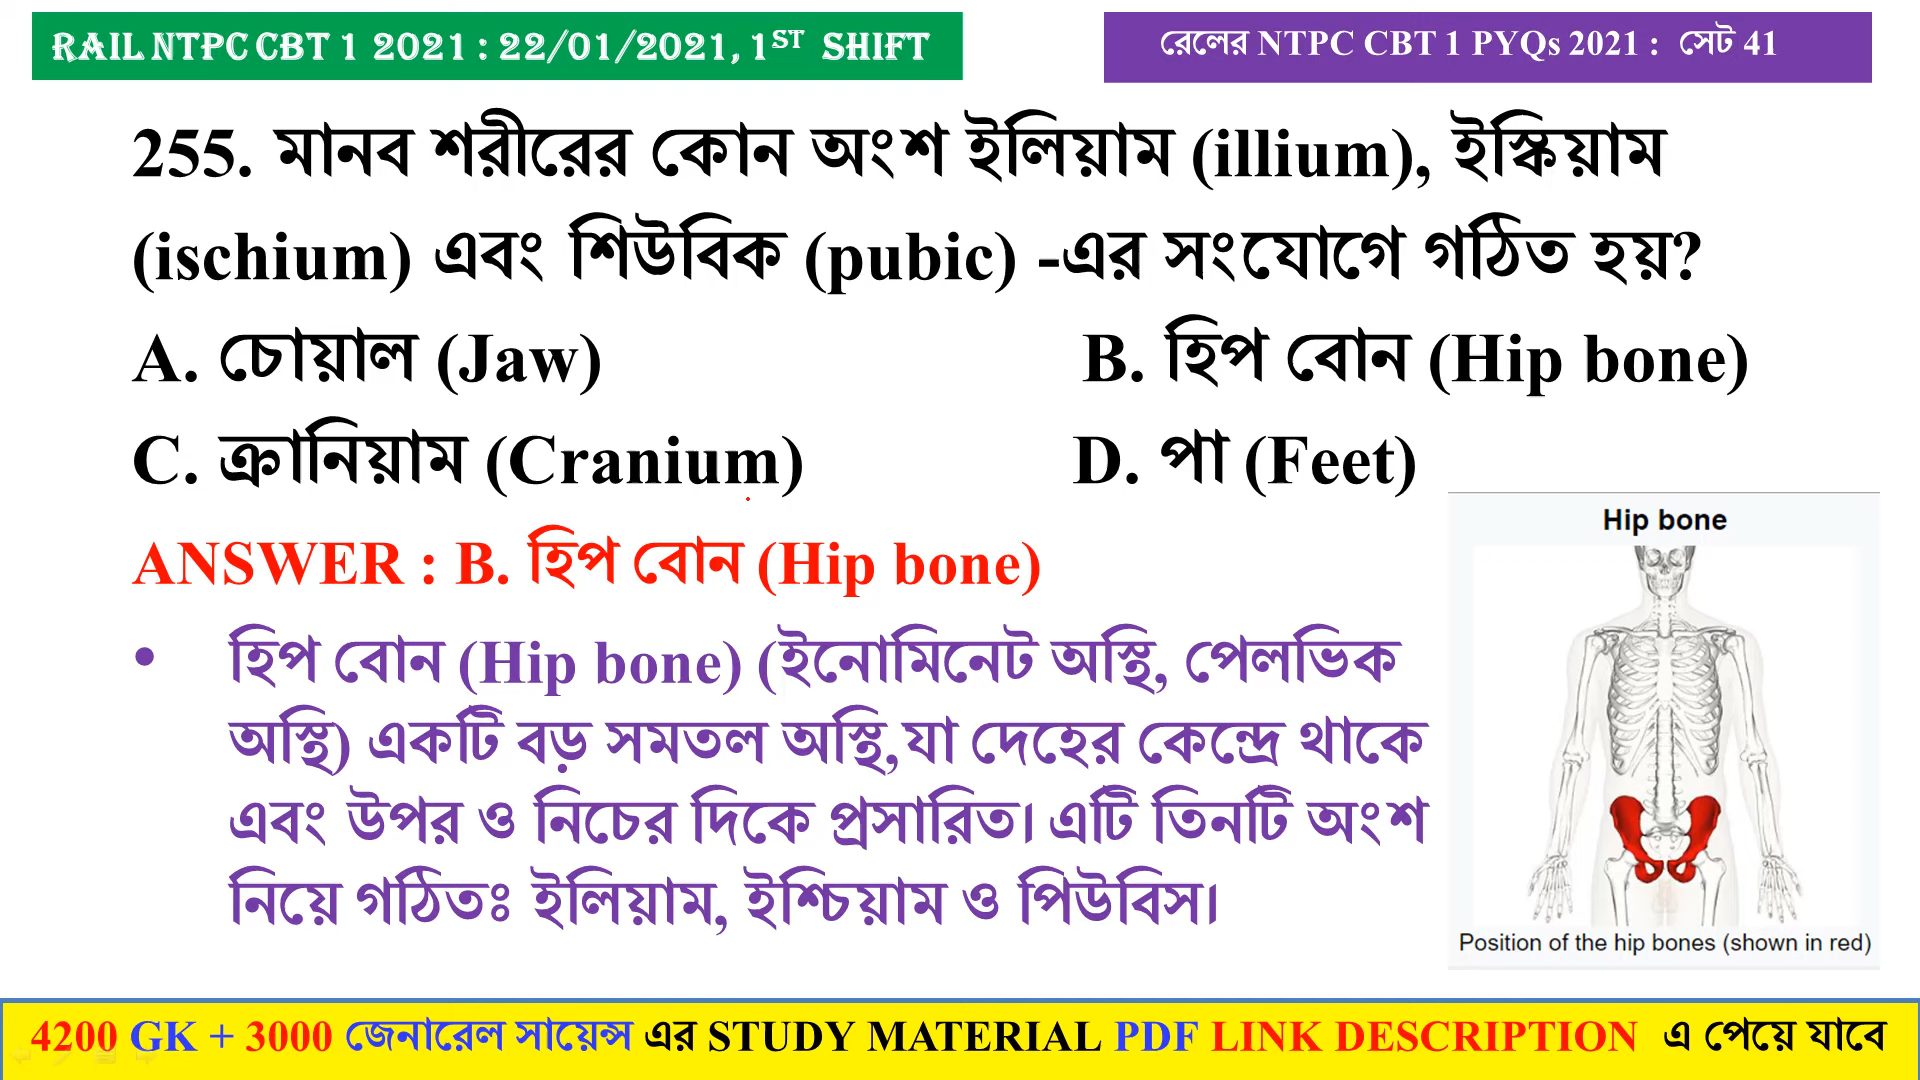 RAIL NTPC CBT 1 2021 : 22/01/2021, 1ST SHIFT
রেলের NTPC CBT 1 PYQs 2021 : সেট 41
255. মানব শরীরের কোন অংশ ইলিয়াম (illium), ইস্কিয়াম
(ischium) এবং শিউবিক (pubic) -এর সংযোগে গঠিত হয়?
A. চোয়াল (Jaw) B. হিপ বোন (Hip bone)
C. ক্রানিয়াম (Cranium) D. পা (Feet)
ANSWER : B. হিপ বোন (Hip bone)
• হিপ বোন (Hip bone) (ইনোমিনেট অস্থি, পেলভিক
অস্থি) একটি বড় সমতল অস্থি,যা দেহের কেন্দ্রে থাকে
এবং উপর ও নিচের দিকে প্রসারিত। এটি তিনটি অংশ
নিয়ে গঠিতঃ ইলিয়াম, ইশ্চিয়াম ও পিউবিস।
Hip bone
Position of the hip bones (shown in red)
4200 GK + 3000 জেনারেল সায়েন্স এর STUDY MATERIAL PDF LINK DESCRIPTION এ পেয়ে যাবে